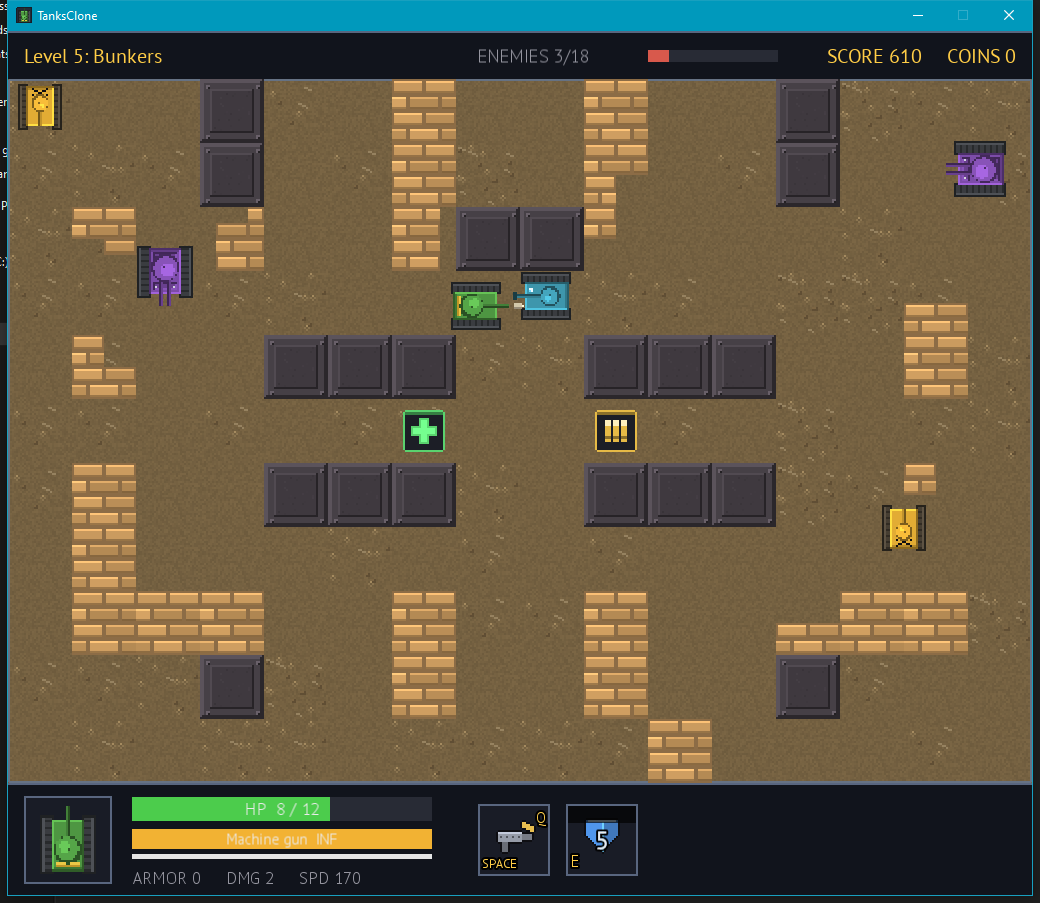 TanksClone
Level 5: Bunkers
ENEMIES 3/18
SCORE 610
COINS 0
HP 8 / 12
Machine gun INF
ARMOR 0
DMG 2
SPD 170
Q
SPACE
5
E